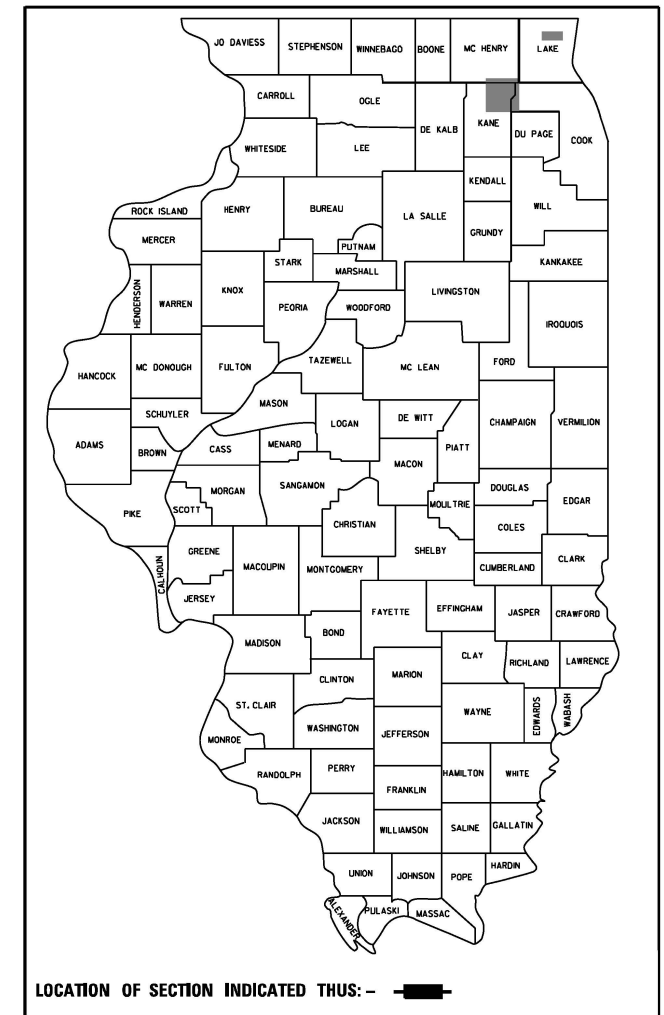 JO DAVIESS STEPHENSON WINNEBAGO BOONE MC HENRY LAKE
CARROLL OGLE DE KALB KANE DU PAGE COOK
WHITESIDE LEE
KENDALL
ROCK ISLAND HENRY BUREAU LA SALLE GRUNDY WILL
MERCER PUTNAM
STARK MARSHALL KANKAKEE
HENDERSON WARREN KNOX PEORIA WOODFORD LIVINGSTON IROQUOIS
HANCOCK MC DONOUGH FULTON TAZEWELL MC LEAN FORD
MASON
SCHUYLER LOGAN DE WITT CHAMPAIGN VERMILION
ADAMS BROWN CASS MENARD PIATT
MACON
PIKE SCOTT MORGAN SANGAMON MOULTRIE DOUGLAS EDGAR
CHRISTIAN COLES
CALHOUN GREENE MACOUPIN MONTGOMERY SHELBY CUMBERLAND CLARK
JERSEY
FAYETTE EFFINGHAM JASPER CRAWFORD
MADISON BOND
CLAY RICHLAND LAWRENCE
CLINTON MARION
ST. CLAIR WAYNE EDWARDS WABASH
MONROE WASHINGTON JEFFERSON
RANDOLPH PERRY HAMILTON WHITE
FRANKLIN
JACKSON WILLIAMSON SALINE GALLATIN
UNION JOHNSON POPE HARDIN
ALEXANDER PULASKI MASSAC
LOCATION OF SECTION INDICATED THUS: –